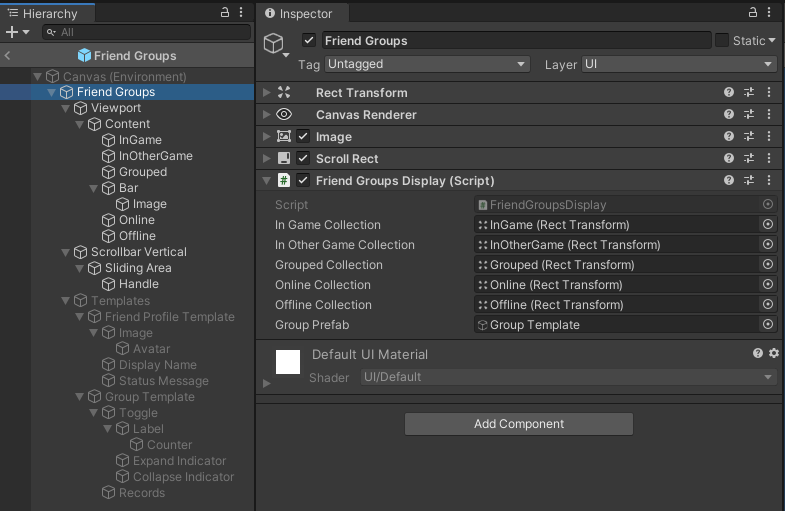 Hierarchy
All
Friend Groups
Canvas (Environment)
Friend Groups
Viewport
Content
InGame
InOtherGame
Grouped
Bar
Image
Online
Offline
Scrollbar Vertical
Sliding Area
Handle
Templates
Friend Profile Template
Image
Avatar
Display Name
Status Message
Group Template
Toggle
Label
Counter
Expand Indicator
Collapse Indicator
Records
Inspector
Friend Groups
Static
Tag Untagged Layer UI
Rect Transform
Canvas Renderer
Image
Scroll Rect
# Friend Groups Display (Script)
Script # FriendGroupsDisplay
In Game Collection InGame (Rect Transform)
In Other Game Collection InOtherGame (Rect Transform)
Grouped Collection Grouped (Rect Transform)
Online Collection Online (Rect Transform)
Offline Collection Offline (Rect Transform)
Group Prefab Group Template
Default UI Material
Shader UI/Default
Add Component